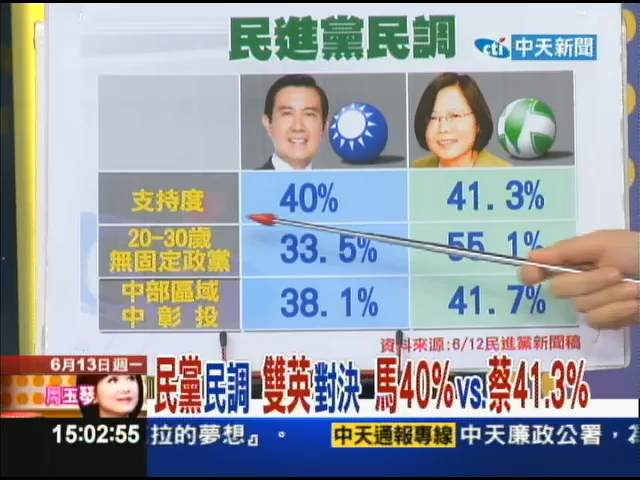 民進黨民調
cti 中天新聞
支持度 40% 41.3%
20-30歲
無固定政黨 33.5% 55.1%
中部區域
中彰投 38.1% 41.7%
資料來源:6/12民進黨新聞稿
6月13日週一
周玉琴
民黨民調 雙英對決 馬40%vs.蔡41.3%
15:02:55 拉的夢想』。 中天通報專線 中天廉政公署,